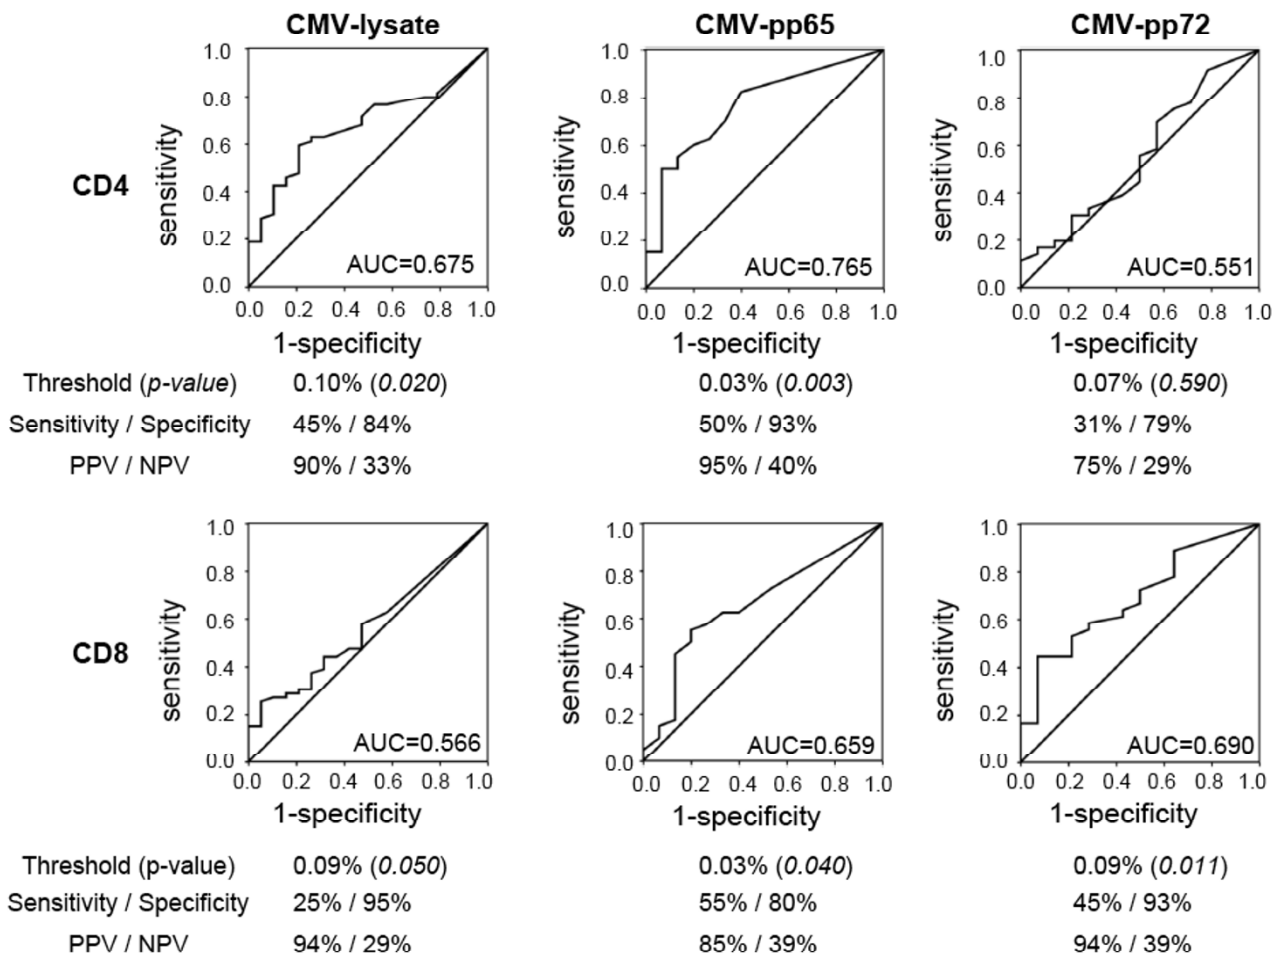 CMV-lysate CMV-pp65 CMV-pp72
CD4
sensitivity
1.0
0.8
0.6
0.4
0.2
0.0
AUC=0.675
0.0 0.2 0.4 0.6 0.8 1.0
1-specificity
sensitivity
1.0
0.8
0.6
0.4
0.2
0.0
AUC=0.765
0.0 0.2 0.4 0.6 0.8 1.0
1-specificity
sensitivity
1.0
0.8
0.6
0.4
0.2
0.0
AUC=0.551
0.0 0.2 0.4 0.6 0.8 1.0
1-specificity
Threshold (p-value) 0.10% (0.020) 0.03% (0.003) 0.07% (0.590)
Sensitivity / Specificity 45% / 84% 50% / 93% 31% / 79%
PPV / NPV 90% / 33% 95% / 40% 75% / 29%
CD8
sensitivity
1.0
0.8
0.6
0.4
0.2
0.0
AUC=0.566
0.0 0.2 0.4 0.6 0.8 1.0
1-specificity
sensitivity
1.0
0.8
0.6
0.4
0.2
0.0
AUC=0.659
0.0 0.2 0.4 0.6 0.8 1.0
1-specificity
sensitivity
1.0
0.8
0.6
0.4
0.2
0.0
AUC=0.690
0.0 0.2 0.4 0.6 0.8 1.0
1-specificity
Threshold (p-value) 0.09% (0.050) 0.03% (0.040) 0.09% (0.011)
Sensitivity / Specificity 25% / 95% 55% / 80% 45% / 93%
PPV / NPV 94% / 29% 85% / 39% 94% / 39%